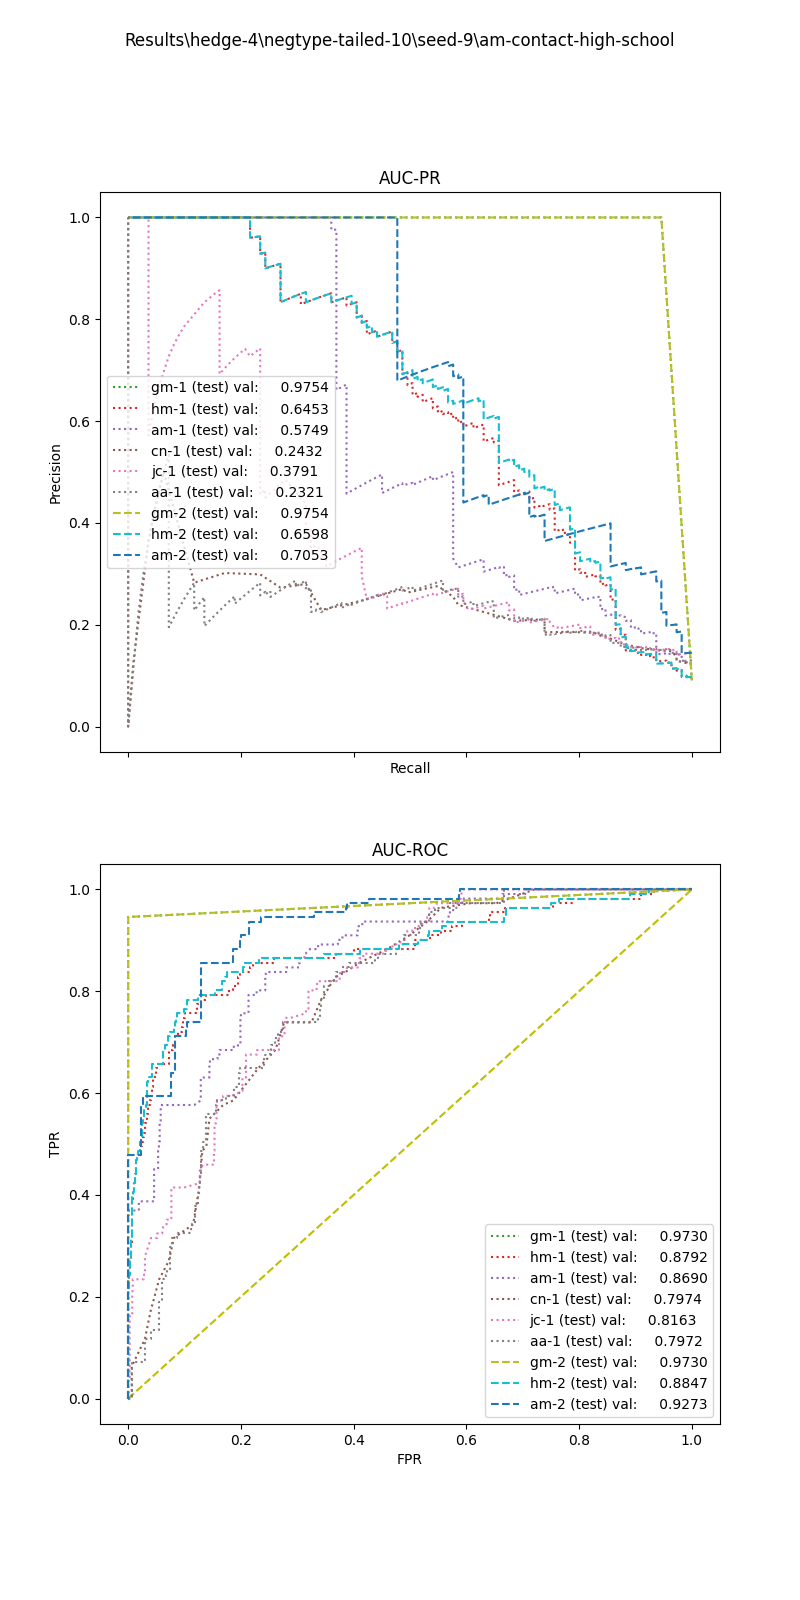 Results\hedge-4\negtype-tailed-10\seed-9\am-contact-high-school
AUC-PR
1.0
0.8
0.6
0.4
0.2
0.0
Precision
gm-1 (test) val: 0.9754
hm-1 (test) val: 0.6453
am-1 (test) val: 0.5749
cn-1 (test) val: 0.2432
jc-1 (test) val: 0.3791
aa-1 (test) val: 0.2321
gm-2 (test) val: 0.9754
hm-2 (test) val: 0.6598
am-2 (test) val: 0.7053
Recall
AUC-ROC
1.0
0.8
0.6
0.4
0.2
0.0
TPR
gm-1 (test) val: 0.9730
hm-1 (test) val: 0.8792
am-1 (test) val: 0.8690
cn-1 (test) val: 0.7974
jc-1 (test) val: 0.8163
aa-1 (test) val: 0.7972
gm-2 (test) val: 0.9730
hm-2 (test) val: 0.8847
am-2 (test) val: 0.9273
0.0 0.2 0.4 0.6 0.8 1.0
FPR